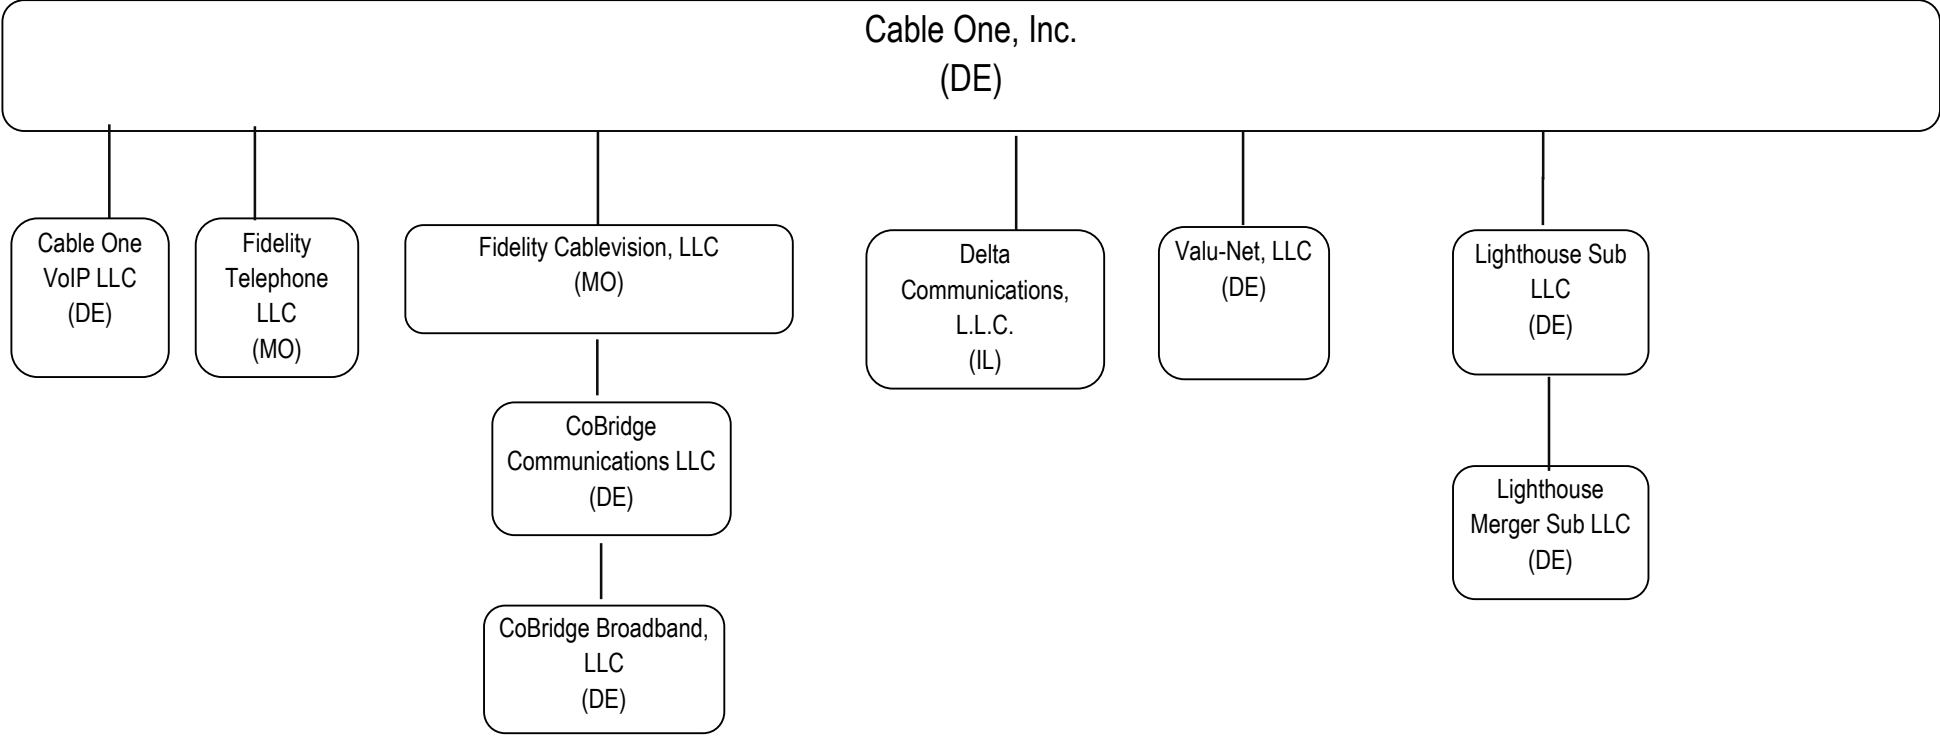 Cable One, Inc.
(DE)
Cable One
VoIP LLC
(DE)
Fidelity
Telephone
LLC
(MO)
Fidelity Cablevision, LLC
(MO)
Delta
Communications,
L.L.C.
(IL)
Valu-Net, LLC
(DE)
Lighthouse Sub
LLC
(DE)
CoBridge
Communications LLC
(DE)
Lighthouse
Merger Sub LLC
(DE)
CoBridge Broadband,
LLC
(DE)